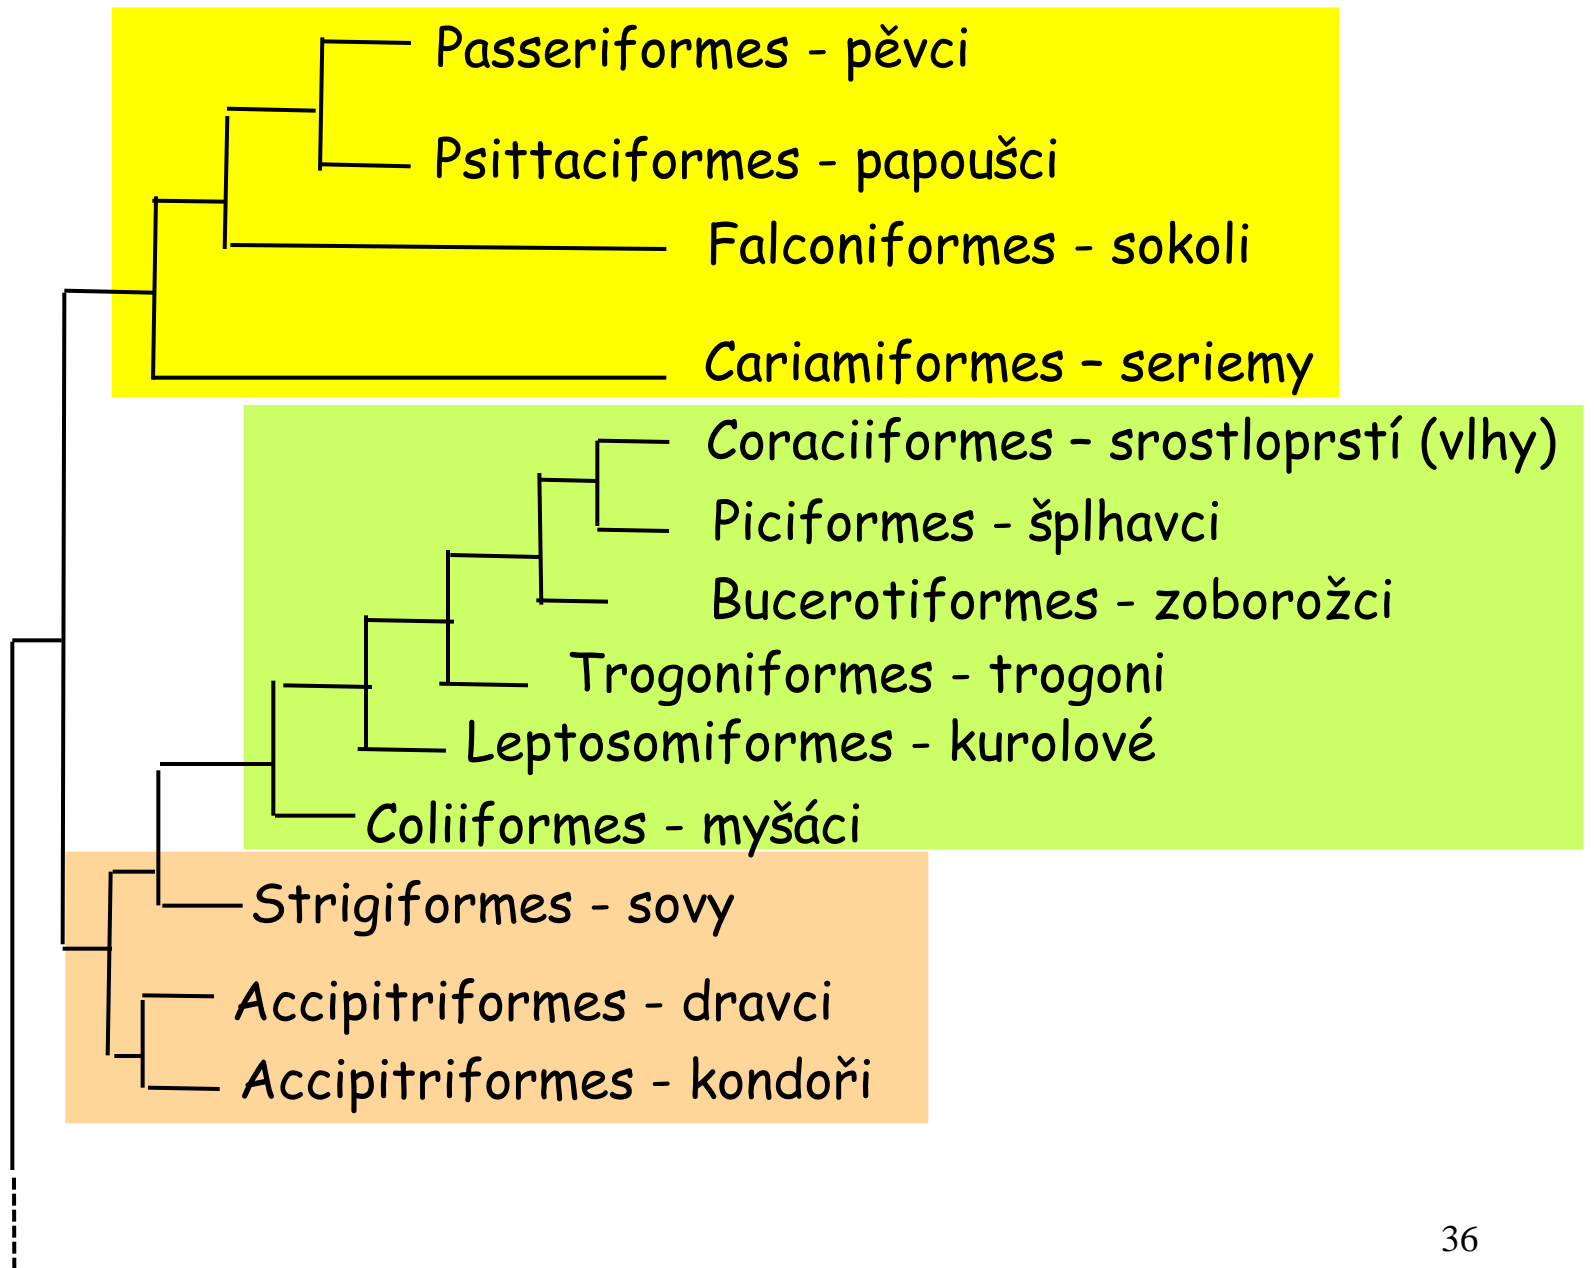 Passeriformes - pěvci
Psittaciformes - papoušci
Falconiformes - sokoli
Cariamiformes – seriemy
Coraciiformes – srostloprstí (vlhy)
Piciformes - šplhavci
Bucerotiformes - zoborožci
Trogoniformes - trogoni
Leptosomiformes - kurolové
Coliiformes - myšáci
Strigiformes - sovy
Accipitriformes - dravci
Accipitriformes - kondoři
36